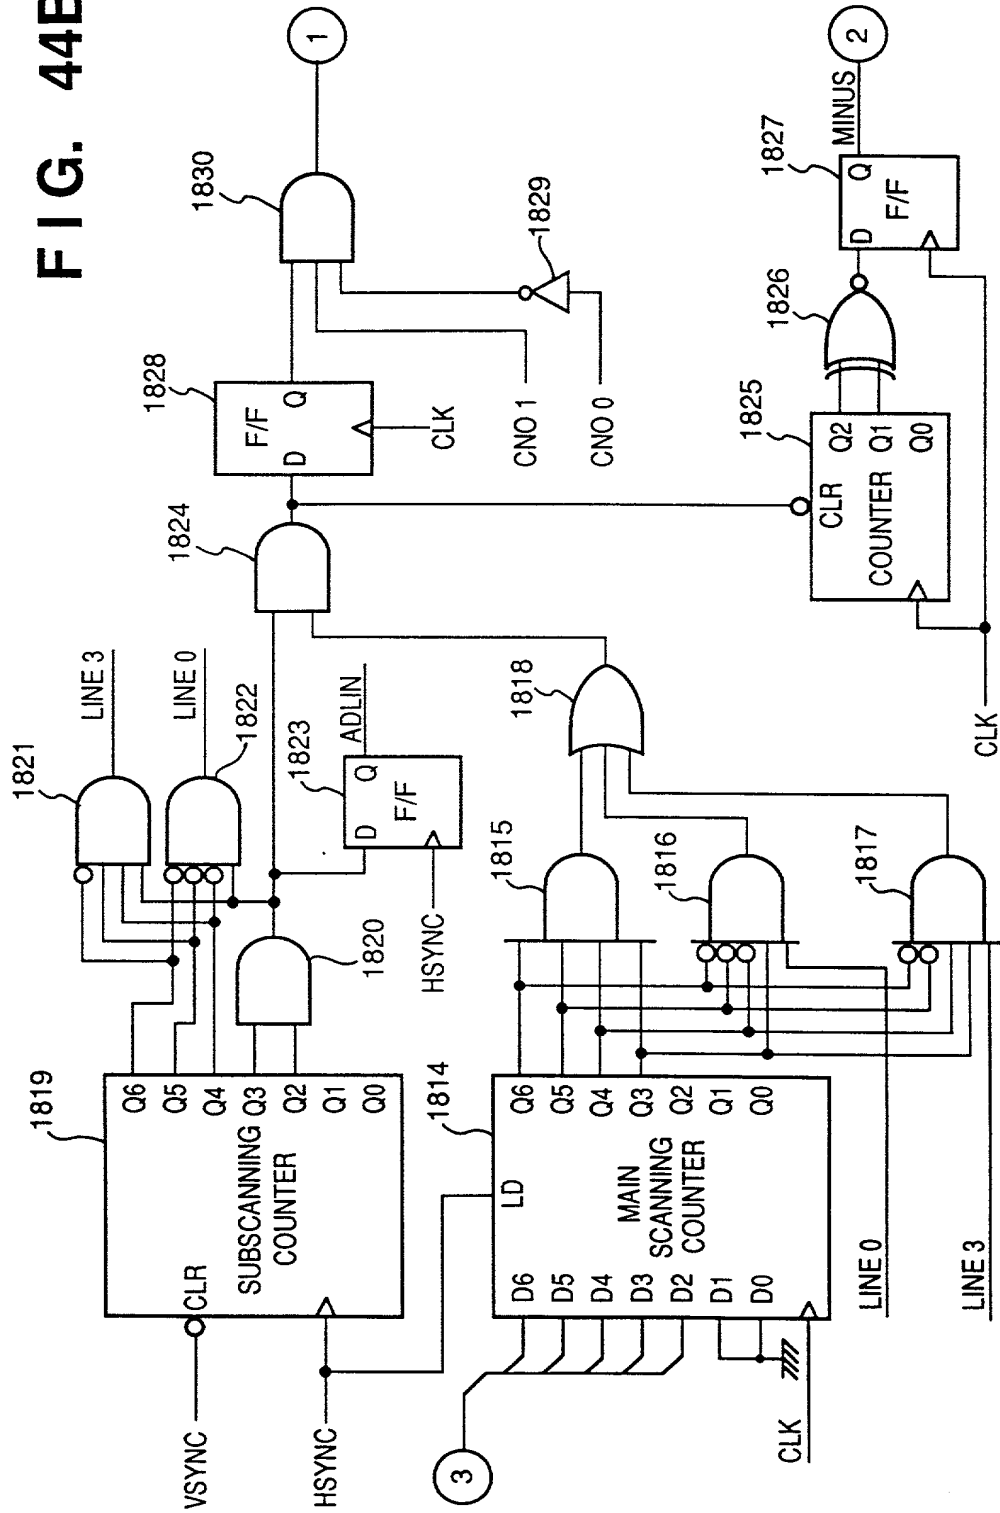 FIG. 44B
1819
VSYNC
CLR
HSYNC
SUBSCANNING
COUNTER
Q6
Q5
Q4
Q3
Q2
Q1
Q0
1821
LINE 3
LINE 0
1822
1820
1823
D
Q
F/F
ADLIN
HSYNC
1824
1828
F/F
D
Q
CLK
1830
1
CNO 1
CNO 0
1829
3
1814
LD
MAIN
SCANNING
COUNTER
D6
D5
D4
D3
D2
D1
D0
CLK
Q6
Q5
Q4
Q3
Q2
Q1
Q0
LINE 0
LINE 3
1815
1816
1817
1818
1825
CLR
COUNTER
Q2
Q1
Q0
CLK
1826
1827
D
Q
F/F
MINUS
2